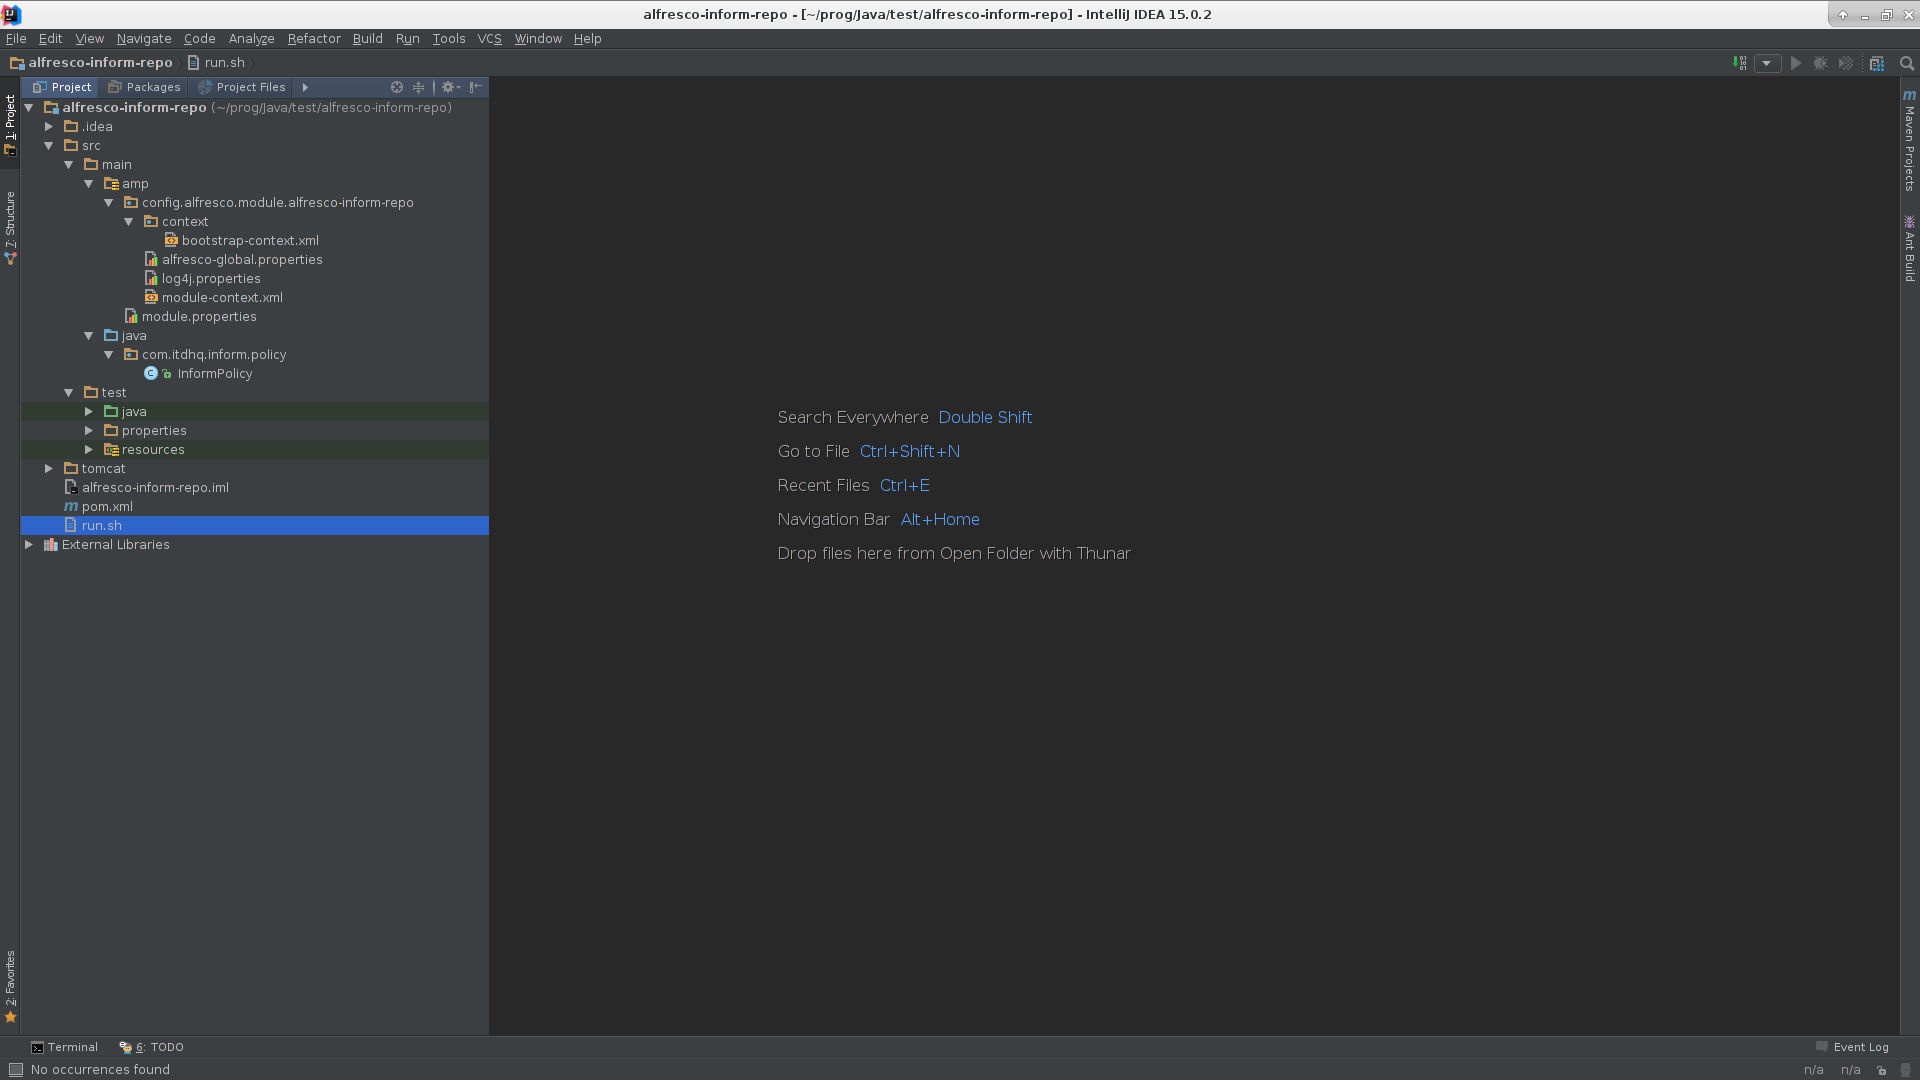 alfresco-inform-repo - [~/prog/Java/test/alfresco-inform-repo] - IntelliJ IDEA 15.0.2
File Edit View Navigate Code Analyze Refactor Build Run Tools VCS Window Help
alfresco-inform-repo run.sh
Project Packages Project Files
1: Project
7: Structure
2: Favorites
alfresco-inform-repo (~/prog/Java/test/alfresco-inform-repo)
.idea
src
main
amp
config.alfresco.module.alfresco-inform-repo
context
bootstrap-context.xml
alfresco-global.properties
log4j.properties
module-context.xml
module.properties
java
com.itdhq.inform.policy
InformPolicy
test
java
properties
resources
tomcat
alfresco-inform-repo.iml
pom.xml
run.sh
External Libraries
Search Everywhere Double Shift
Go to File Ctrl+Shift+N
Recent Files Ctrl+E
Navigation Bar Alt+Home
Drop files here from Open Folder with Thunar
Maven Projects
Ant Build
Terminal 6: TODO Event Log
No occurrences found n/a n/a